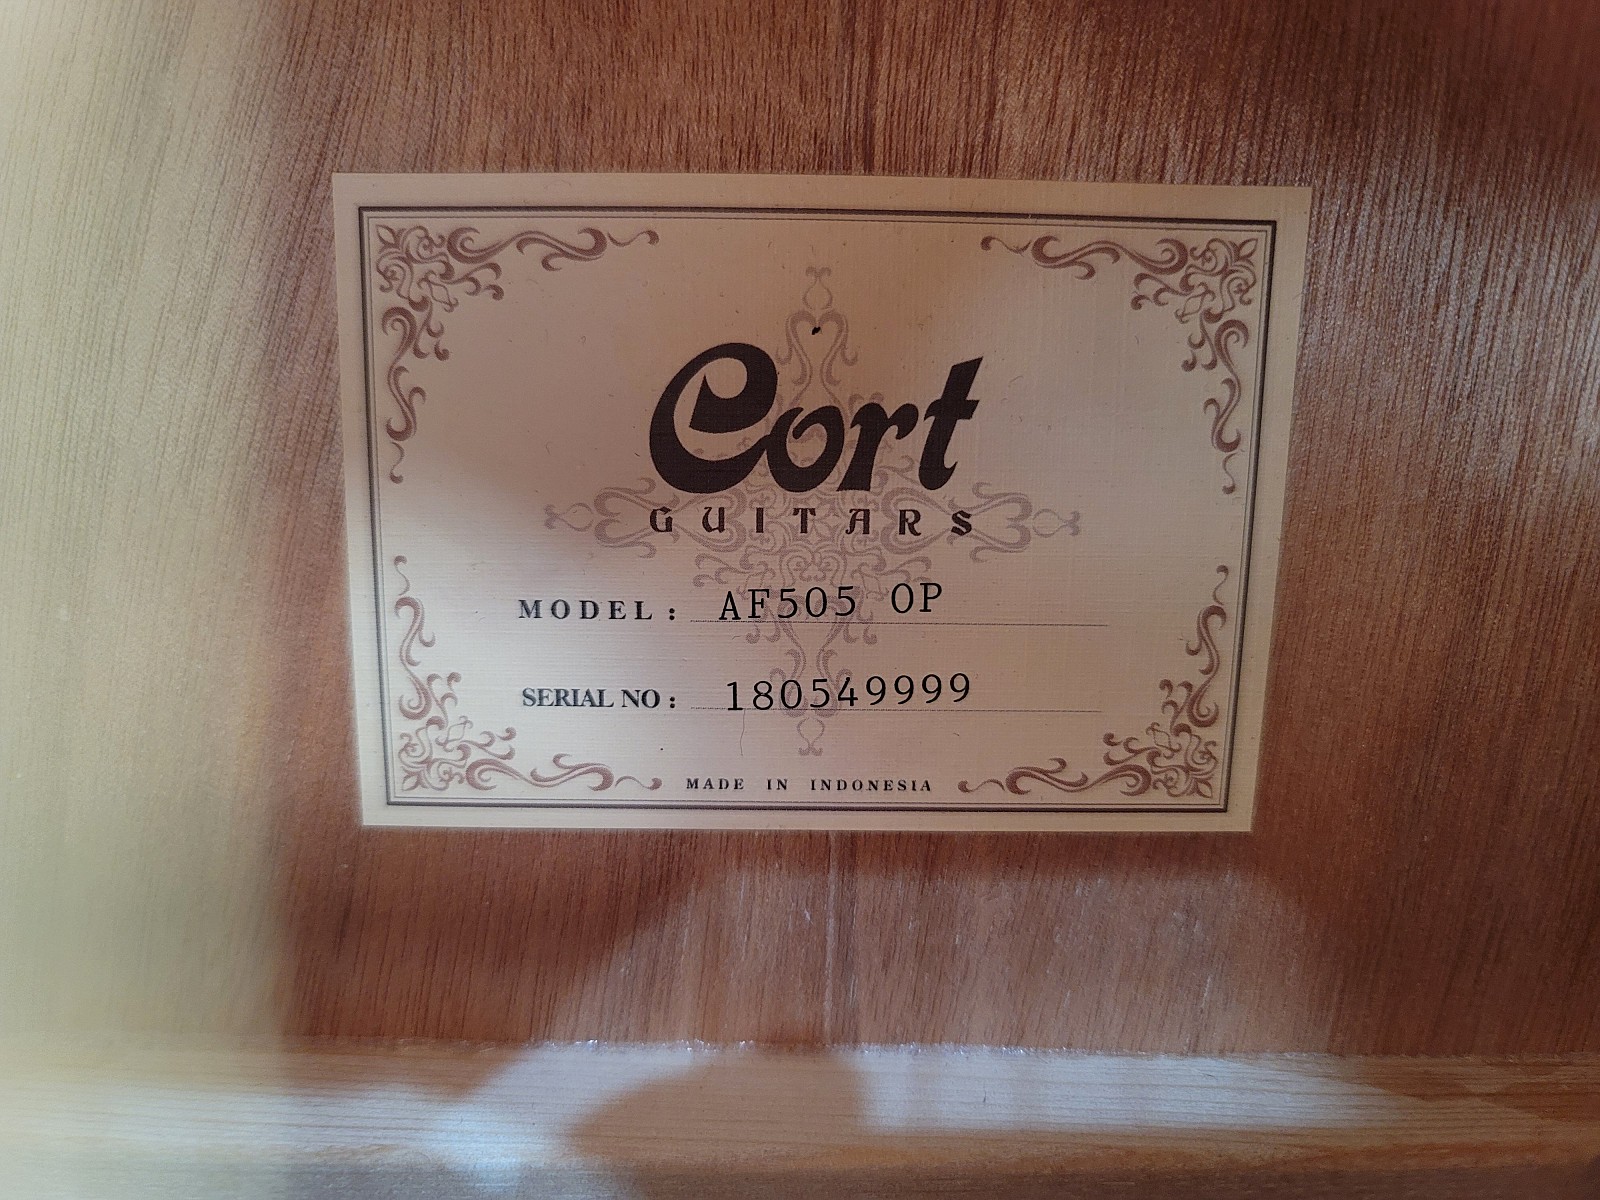 Cort
GUITARS
MODEL: AF505 OP
SERIAL NO: 180549999
MADE IN INDONESIA